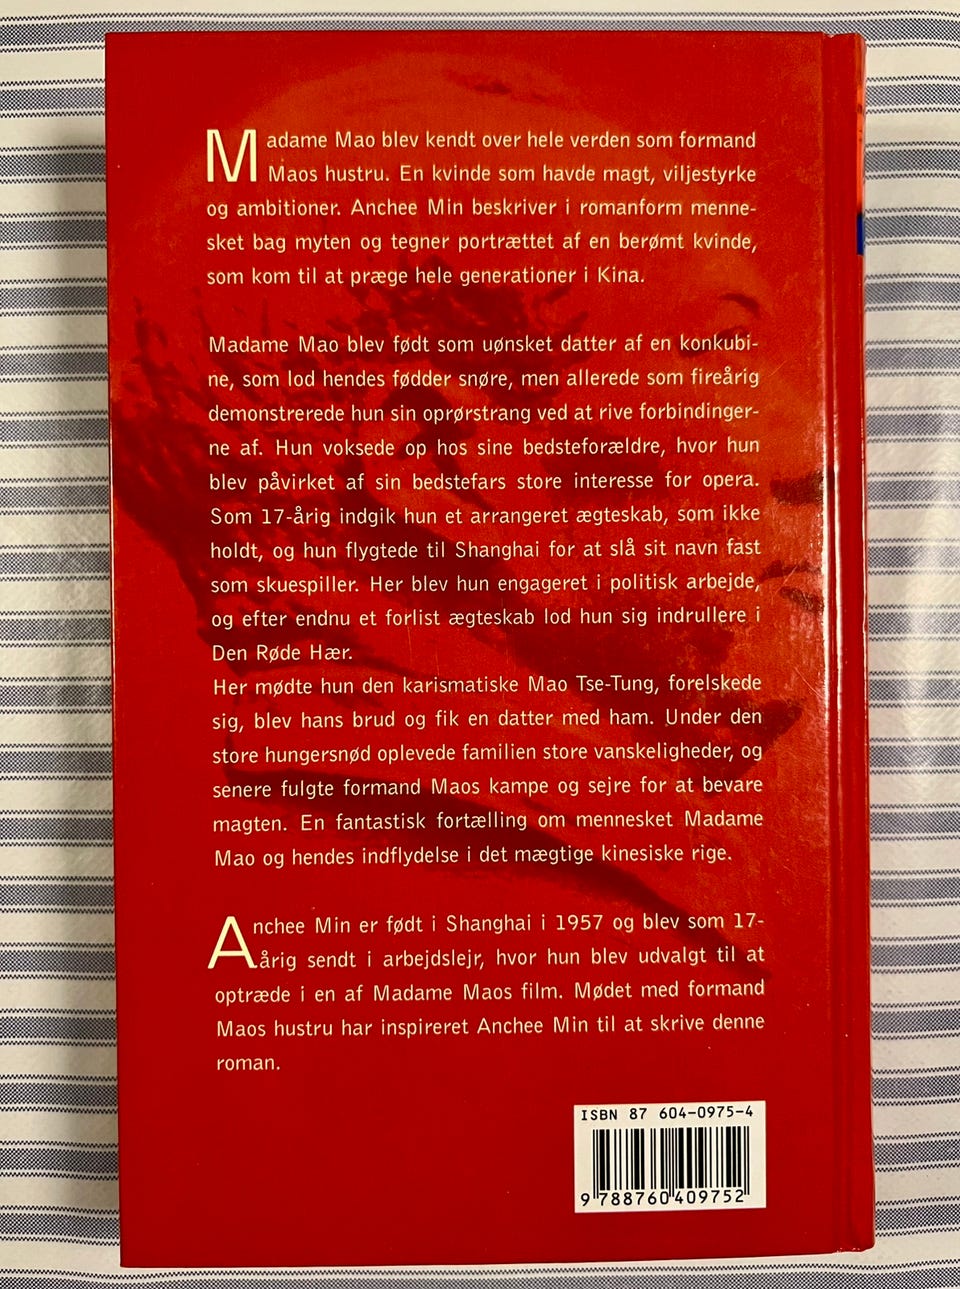 Madame Mao blev kendt over hele verden som formand
Maos hustru. En kvinde som havde magt, viljestyrke
og ambitioner. Anchee Min beskriver i romanform menne-
sket bag myten og tegner portrættet af en berømt kvinde,
som kom til at præge hele generationer i Kina.
Madame Mao blev født som uønsket datter af en konkubi-
ne, som lod hendes fødder snøre, men allerede som fireårig
demonstrerede hun sin oprørstrang ved at rive forbindinger-
ne af. Hun voksede op hos sine bedsteforældre, hvor hun
blev påvirket af sin bedstefars store interesse for opera.
Som 17-årig indgik hun et arrangeret ægteskab, som ikke
holdt, og hun flygtede til Shanghai for at slå sit navn fast
som skuespiller. Her blev hun engageret i politisk arbejde,
og efter endnu et forlist ægteskab lod hun sig indrullere i
Den Røde Hær.
Her mødte hun den karismatiske Mao Tse-Tung, forelskede
sig, blev hans brud og fik en datter med ham. Under den
store hungersnød oplevede familien store vanskeligheder, og
senere fulgte formand Maos kampe og sejre for at bevare
magten. En fantastisk fortælling om mennesket Madame
Mao og hendes indflydelse i det mægtige kinesiske rige.
Anchee Min er født i Shanghai i 1957 og blev som 17-
årig sendt i arbejdslejr, hvor hun blev udvalgt til at
optræde i en af Madame Maos film. Mødet med formand
Maos hustru har inspireret Anchee Min til at skrive denne
roman.
ISBN 87 604-0975-4
9 788760 409752